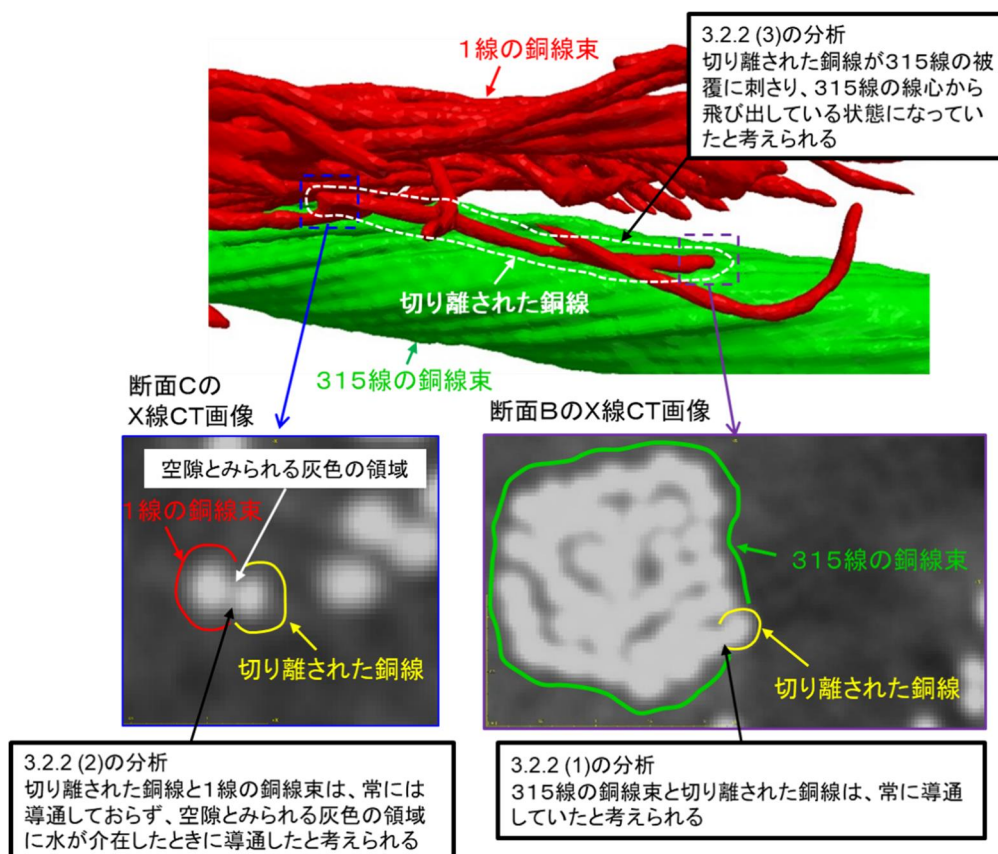 3.2.2 (3)の分析
切り離された銅線が315線の被
覆に刺さり、315線の線心から
飛び出している状態になってい
たと考えられる
1線の銅線束
切り離された銅線
315線の銅線束
断面Cの
X線CT画像
断面BのX線CT画像
空隙とみられる灰色の領域
1線の銅線束
切り離された銅線
315線の銅線束
切り離された銅線
3.2.2 (2)の分析
切り離された銅線と1線の銅線束は、常には
導通しておらず、空隙とみられる灰色の領域
に水が介在したときに導通したと考えられる
3.2.2 (1)の分析
315線の銅線束と切り離された銅線は、常に導通
していたと考えられる